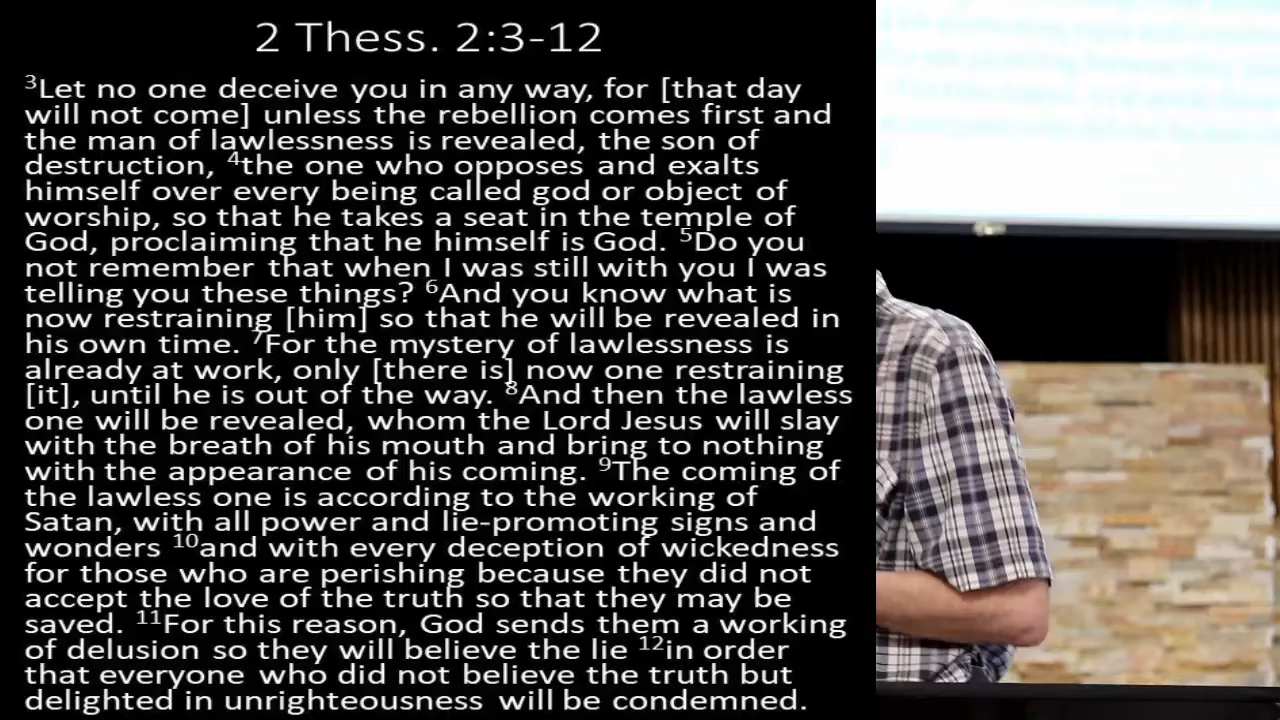 2 Thess. 2:3-12
³Let no one deceive you in any way, for [that day
will not come] unless the rebellion comes first and
the man of lawlessness is revealed, the son of
destruction, ⁴the one who opposes and exalts
himself over every being called god or object of
worship, so that he takes a seat in the temple of
God, proclaiming that he himself is God. ⁵Do you
not remember that when I was still with you I was
telling you these things? ⁶And you know what is
now restraining [him] so that he will be revealed in
his own time. ⁷For the mystery of lawlessness is
already at work, only [there is] now one restraining
[it], until he is out of the way. ⁸And then the lawless
one will be revealed, whom the Lord Jesus will slay
with the breath of his mouth and bring to nothing
with the appearance of his coming. ⁹The coming of
the lawless one is according to the working of
Satan, with all power and lie-promoting signs and
wonders ¹⁰and with every deception of wickedness
for those who are perishing because they did not
accept the love of the truth so that they may be
saved. ¹¹For this reason, God sends them a working
of delusion so they will believe the lie ¹²in order
that everyone who did not believe the truth but
delighted in unrighteousness will be condemned.